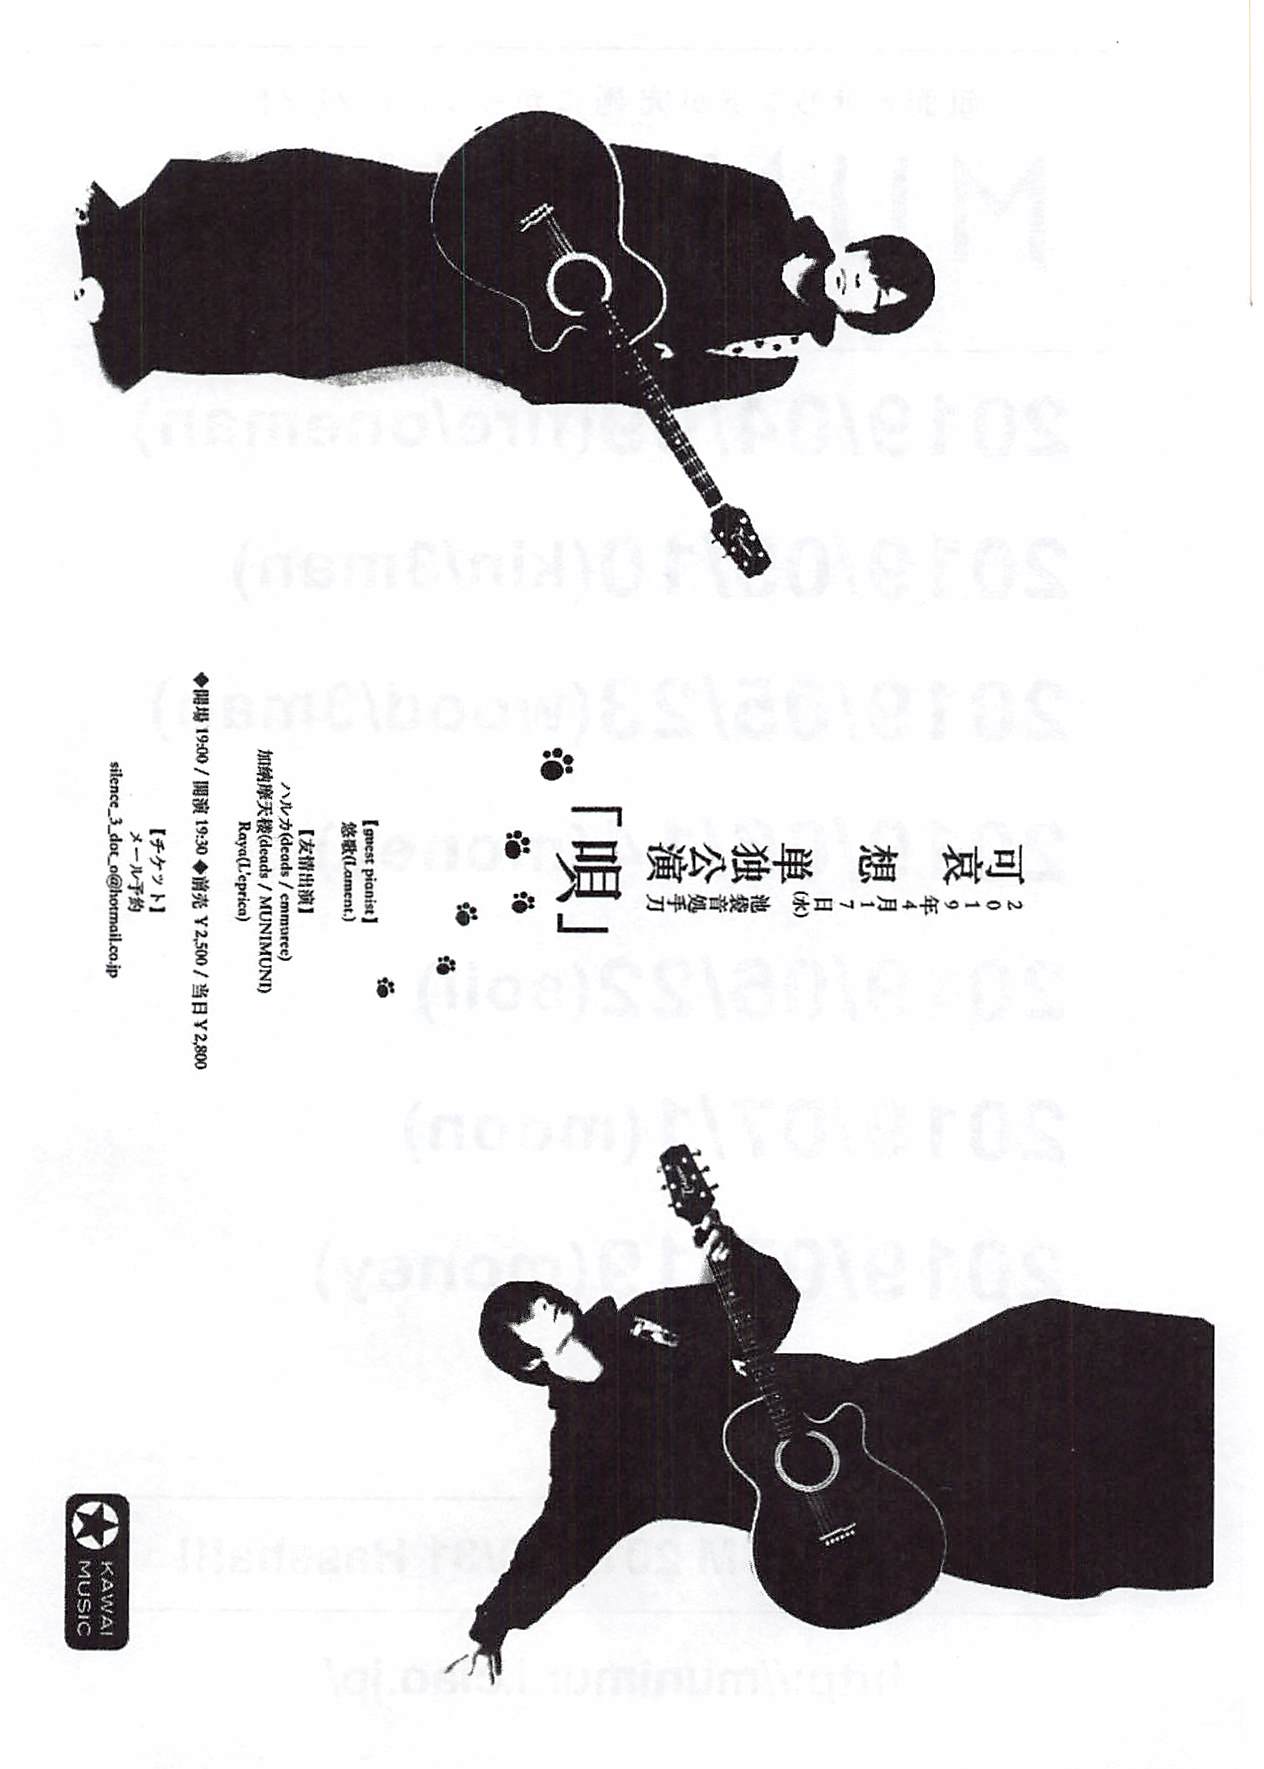 2019年4月17日(水) 池袋音処手刀
可哀想 単独公演
「唄」
【guest pianist】
悠歌(Lament.)
【友情出演】
ハルカ(deads / emmuree)
加納摩天楼(deads / MUNIMUNI)
Raya(L'eprica)
◆開場 19:00 / 開演 19:30 ◆前売 ¥2,500 / 当日¥2,800
【チケット】
メール予約
silence_3_dot_o@hotmail.co.jp
KAWAI
MUSIC